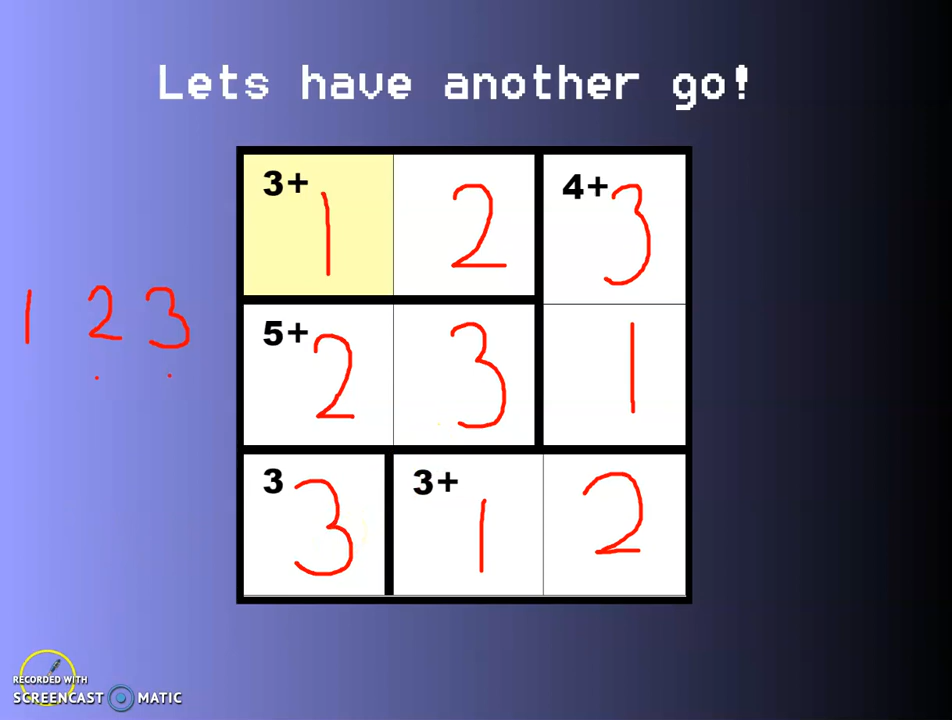 Lets have another go!
3+ 1 2 4+ 3
1 2 3
5+ 2 3 1
3 3 3+ 1 2
RECORDED WITH
SCREENCAST MATIC